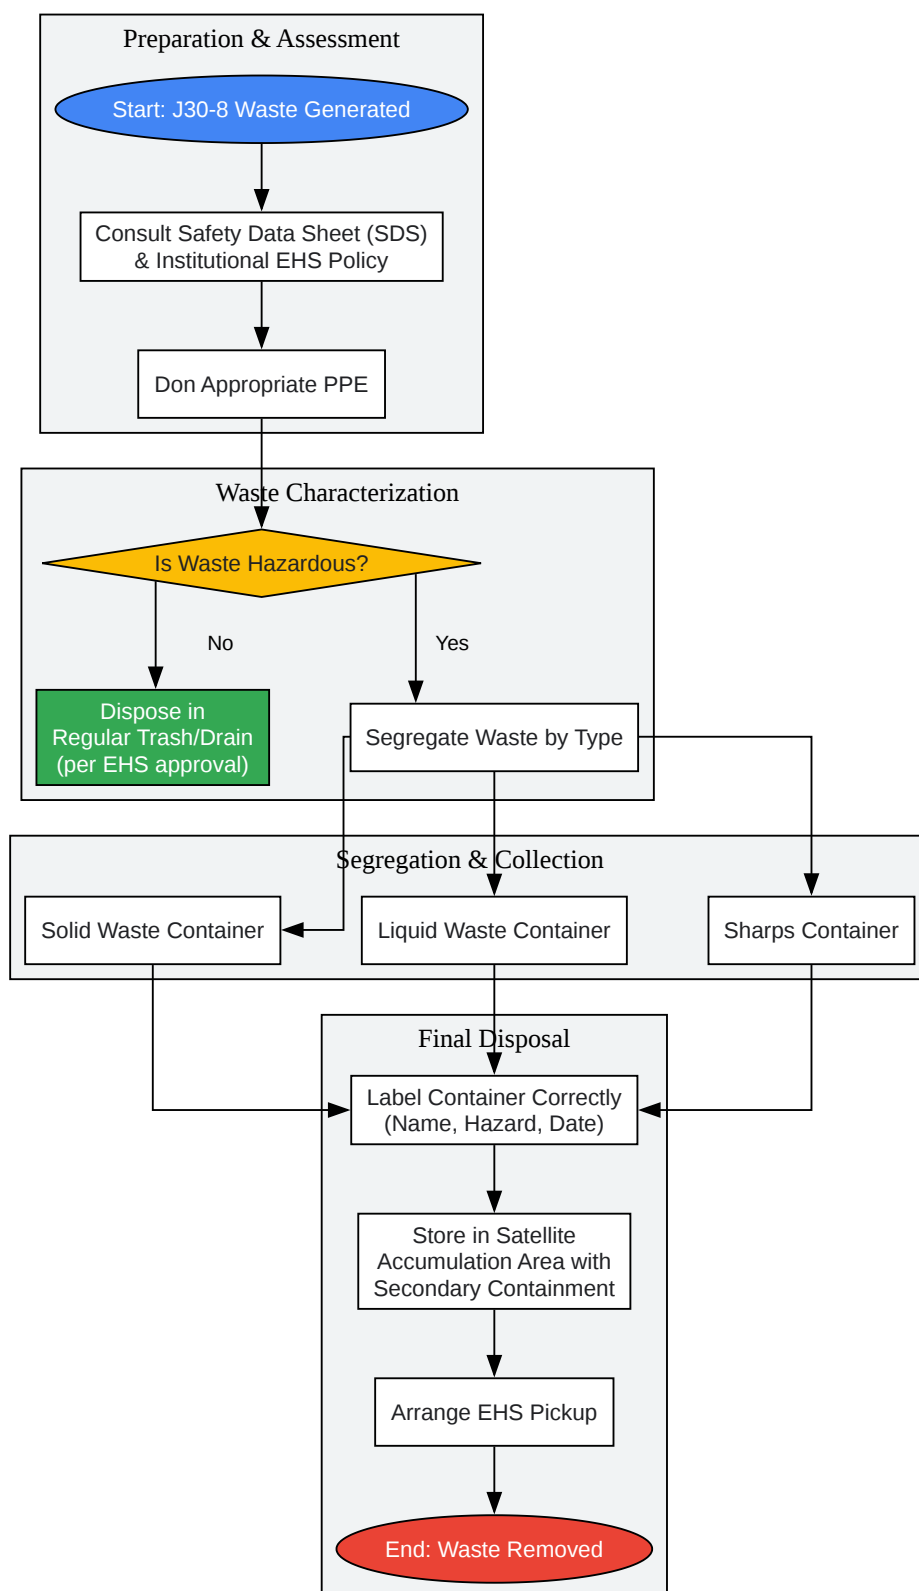 Preparation & Assessment
Start: J30-8 Waste Generated
Consult Safety Data Sheet (SDS)
& Institutional EHS Policy
Don Appropriate PPE
Waste Characterization
Is Waste Hazardous?
No
Yes
Dispose in
Regular Trash/Drain
(per EHS approval)
Segregate Waste by Type
Segregation & Collection
Solid Waste Container
Liquid Waste Container
Sharps Container
Final Disposal
Label Container Correctly
(Name, Hazard, Date)
Store in Satellite
Accumulation Area with
Secondary Containment
Arrange EHS Pickup
End: Waste Removed